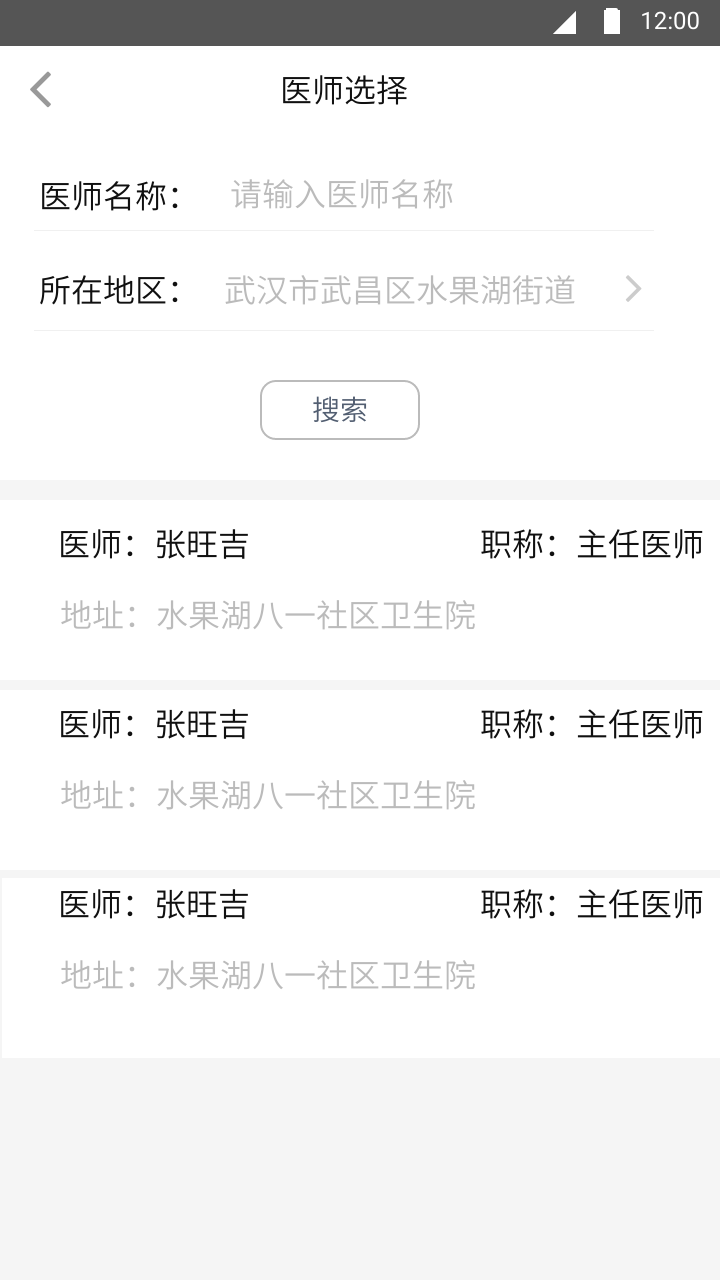 12:00
医师选择
医师名称： 请输入医师名称
所在地区： 武汉市武昌区水果湖街道
搜索
医师：张旺吉 职称：主任医师
地址：水果湖八一社区卫生院
医师：张旺吉 职称：主任医师
地址：水果湖八一社区卫生院
医师：张旺吉 职称：主任医师
地址：水果湖八一社区卫生院